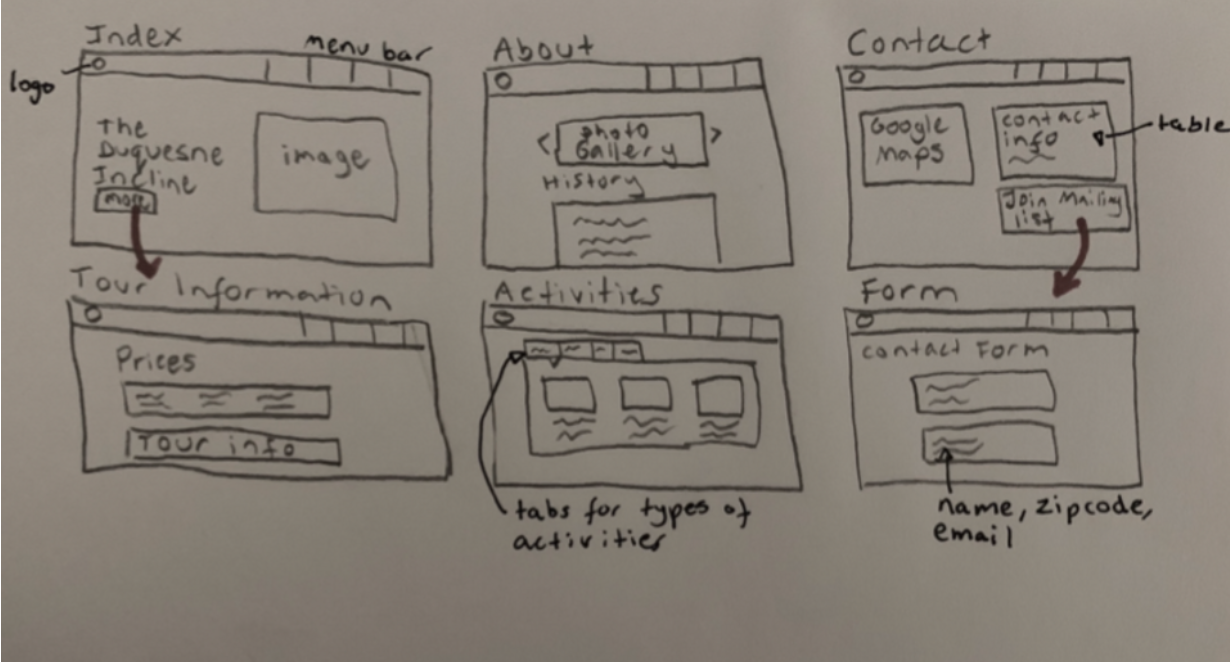 Index
menu bar
logo
The
Duquesne
Incline
more
image
About
< photo >
Gallery
History
Contact
Google
Maps
contact
info
table
Join Mailing
list
Tour Information
Prices
Tour info
Activities
tabs for types of
activities
Form
contact Form
name, zipcode,
email